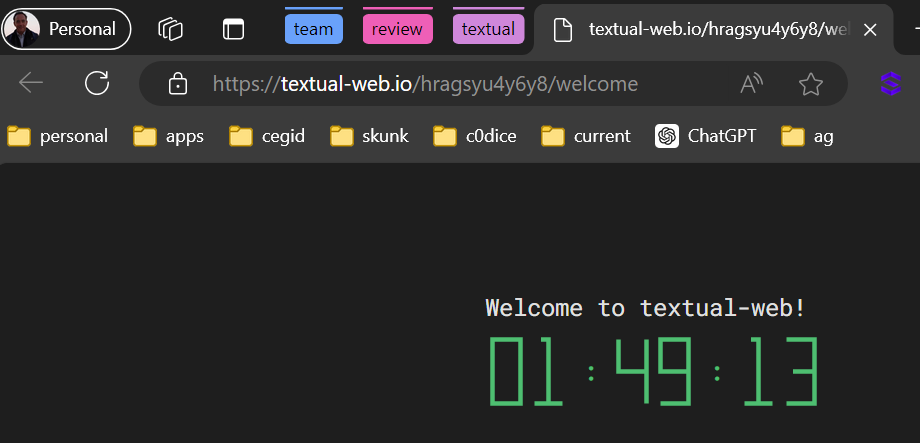 Personal team review textual textual-web.io/hragsyu4y6y8/wel
https://textual-web.io/hragsyu4y6y8/welcome
personal apps cegid skunk c0dice current ChatGPT ag
Welcome to textual-web!
01:49:13